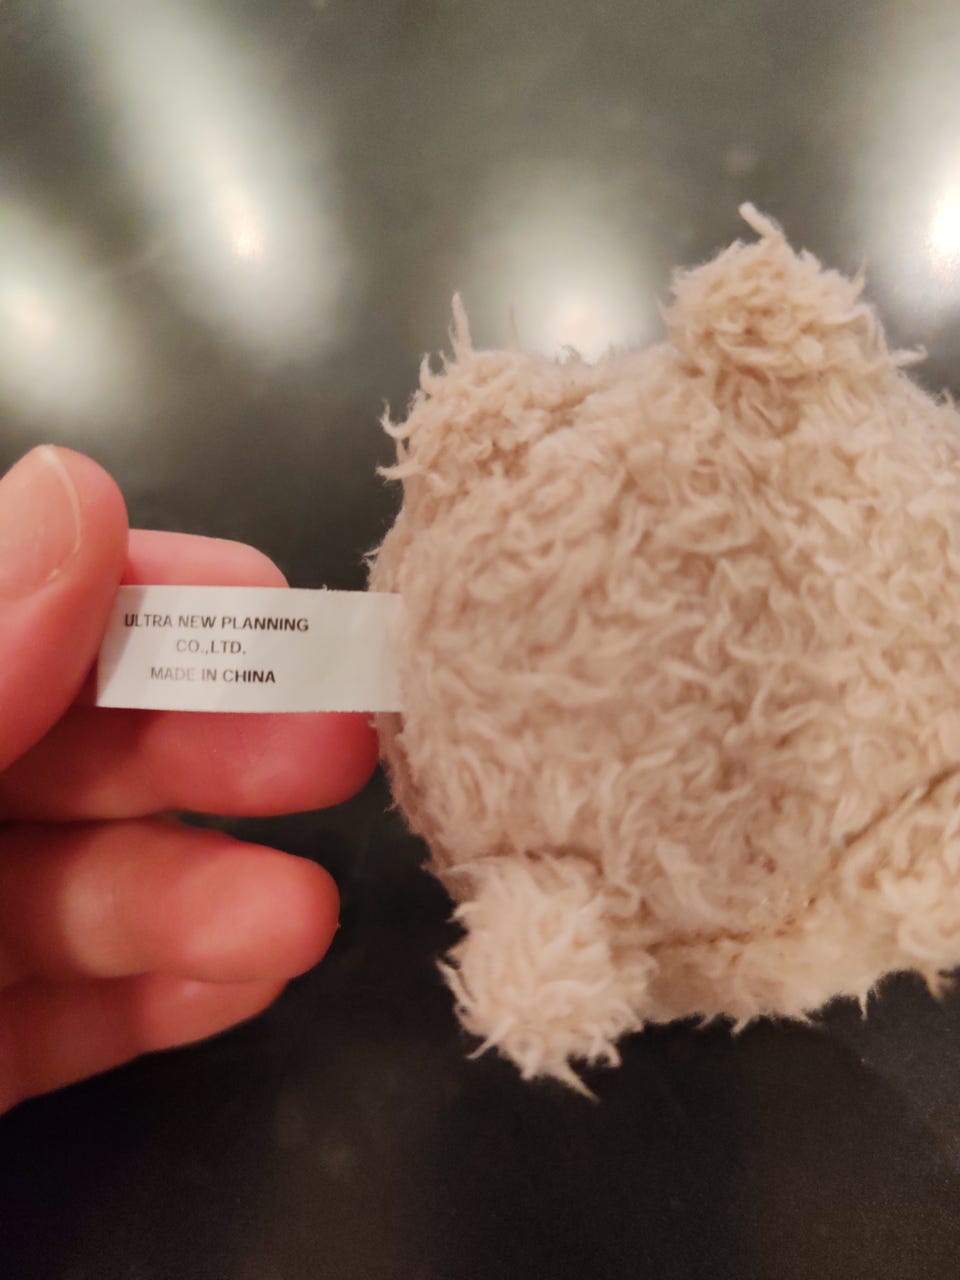 ULTRA NEW PLANNING
CO.,LTD.
MADE IN CHINA